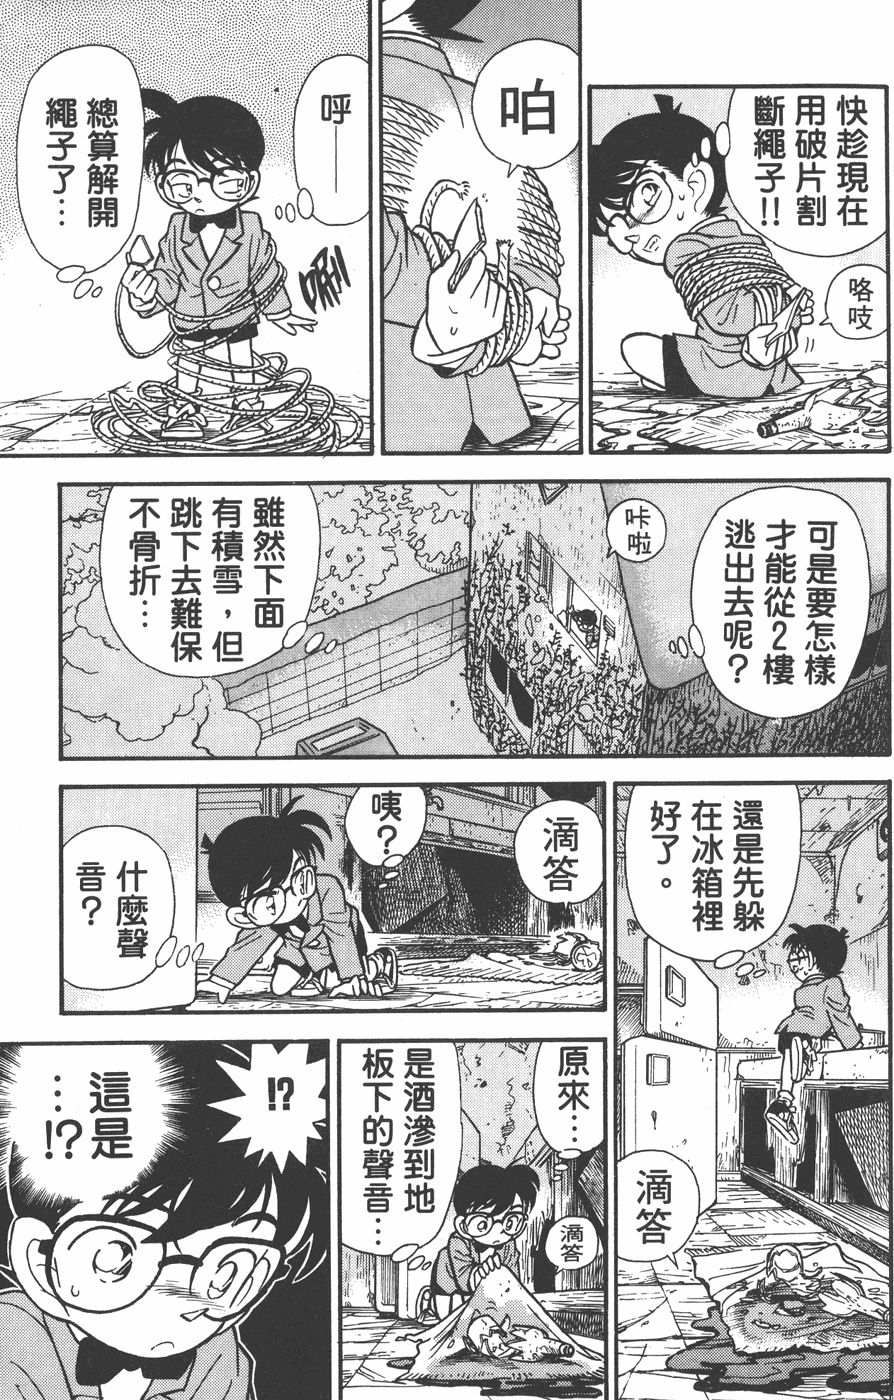 快趁現在
用破片割
斷繩子!!
咯吱
咱
呼——
總算解開
繩子了…
唰
可是要怎樣
才能從2樓
逃出去呢?
咔啦
雖然下面
有積雪,但
跳下去難保
不骨折…
還是先躲
在冰箱裡
好了。
滴答
滴答
咦?
什麼聲
音?
原來…
是酒滲到地
板下的聲音…
滴答
!?
這是
…!?